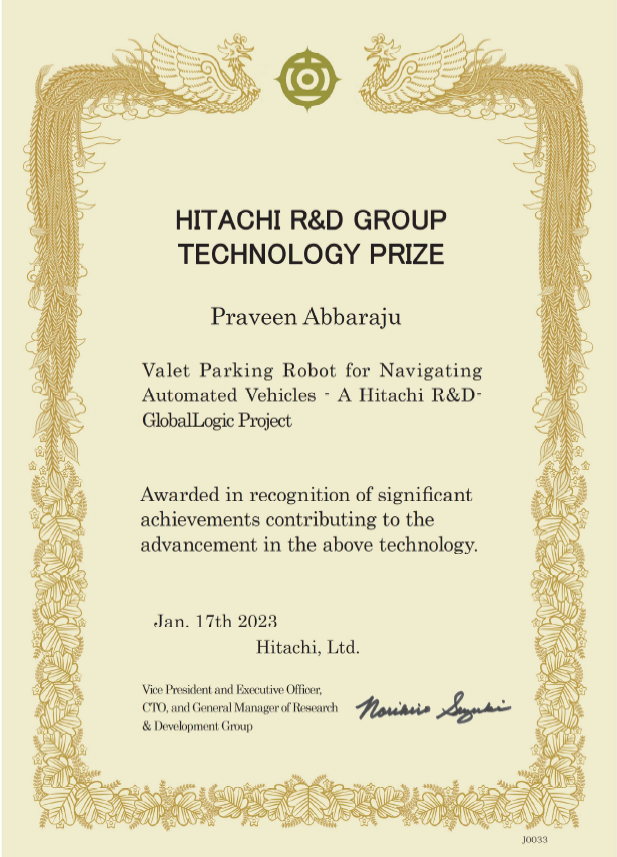 HITACHI R&D GROUP
TECHNOLOGY PRIZE
Praveen Abbaraju
Valet Parking Robot for Navigating
Automated Vehicles - A Hitachi R&D-
GlobalLogic Project
Awarded in recognition of significant
achievements contributing to the
advancement in the above technology.
Jan. 17th 2023
Hitachi, Ltd.
Vice President and Executive Officer,
CTO, and General Manager of Research
& Development Group
Norihiro Suzuki
J0033